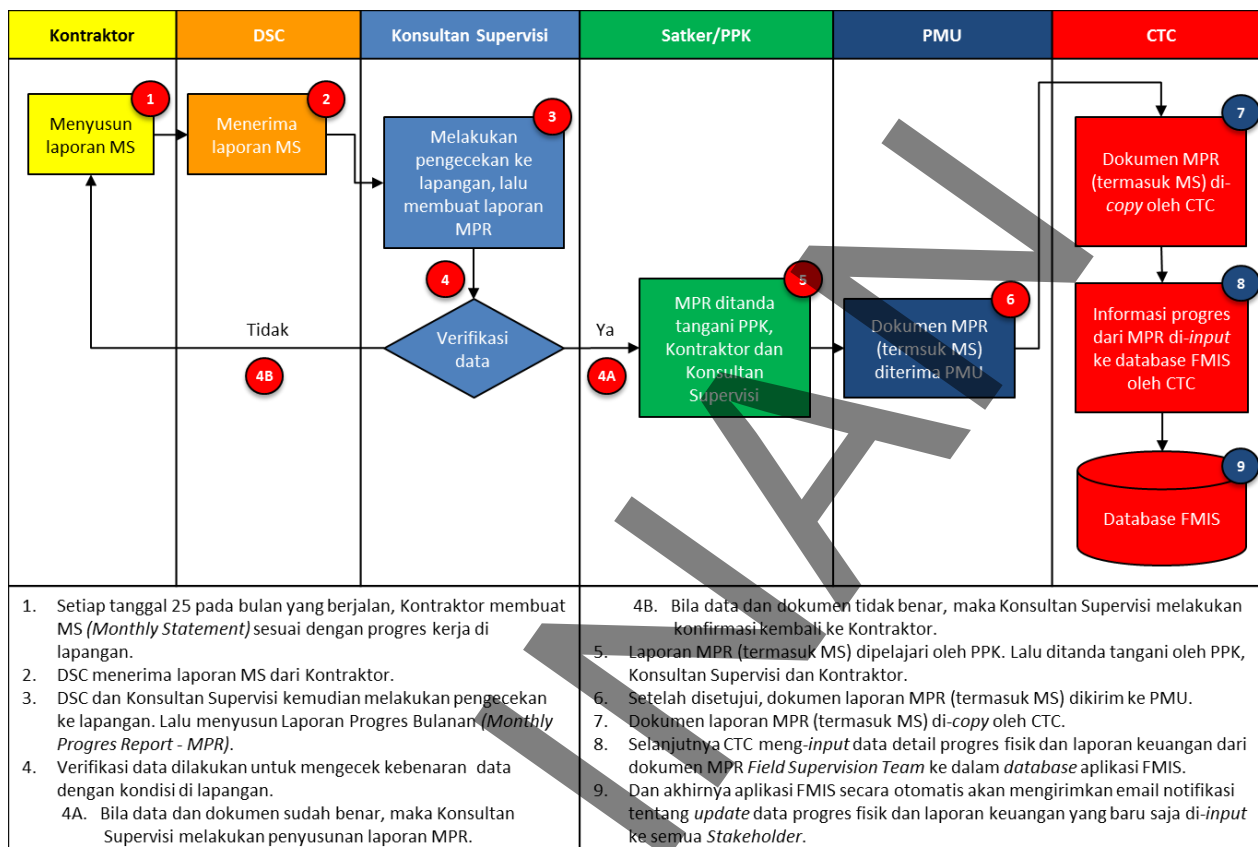 Kontraktor
DSC
Konsultan Supervisi
Satker/PPK
PMU
CTC
1
Menyusun
laporan MS
2
Menerima
laporan MS
3
Melakukan
pengecekan ke
lapangan, lalu
membuat laporan
MPR
4
Verifikasi
data
Tidak
4B
Ya
4A
5
MPR ditanda
tangani PPK,
Kontraktor dan
Konsultan
Supervisi
6
Dokumen MPR
(termsuk MS)
diterima PMU
7
Dokumen MPR
(termasuk MS) di-
copy oleh CTC
8
Informasi progres
dari MPR di-input
ke database FMIS
oleh CTC
9
Database FMIS
1. Setiap tanggal 25 pada bulan yang berjalan, Kontraktor membuat
MS (Monthly Statement) sesuai dengan progres kerja di
lapangan.
2. DSC menerima laporan MS dari Kontraktor.
3. DSC dan Konsultan Supervisi kemudian melakukan pengecekan
ke lapangan. Lalu menyusun Laporan Progres Bulanan (Monthly
Progres Report - MPR).
4. Verifikasi data dilakukan untuk mengecek kebenaran data
dengan kondisi di lapangan.
4A. Bila data dan dokumen sudah benar, maka Konsultan
Supervisi melakukan penyusunan laporan MPR.
4B. Bila data dan dokumen tidak benar, maka Konsultan Supervisi melakukan
konfirmasi kembali ke Kontraktor.
5. Laporan MPR (termasuk MS) dipelajari oleh PPK. Lalu ditanda tangani oleh PPK,
Konsultan Supervisi dan Kontraktor.
6. Setelah disetujui, dokumen laporan MPR (termasuk MS) dikirim ke PMU.
7. Dokumen laporan MPR (termasuk MS) di-copy oleh CTC.
8. Selanjutnya CTC meng-input data detail progres fisik dan laporan keuangan dari
dokumen MPR Field Supervision Team ke dalam database aplikasi FMIS.
9. Dan akhirnya aplikasi FMIS secara otomatis akan mengirimkan email notifikasi
tentang update data progres fisik dan laporan keuangan yang baru saja di-input
ke semua Stakeholder.